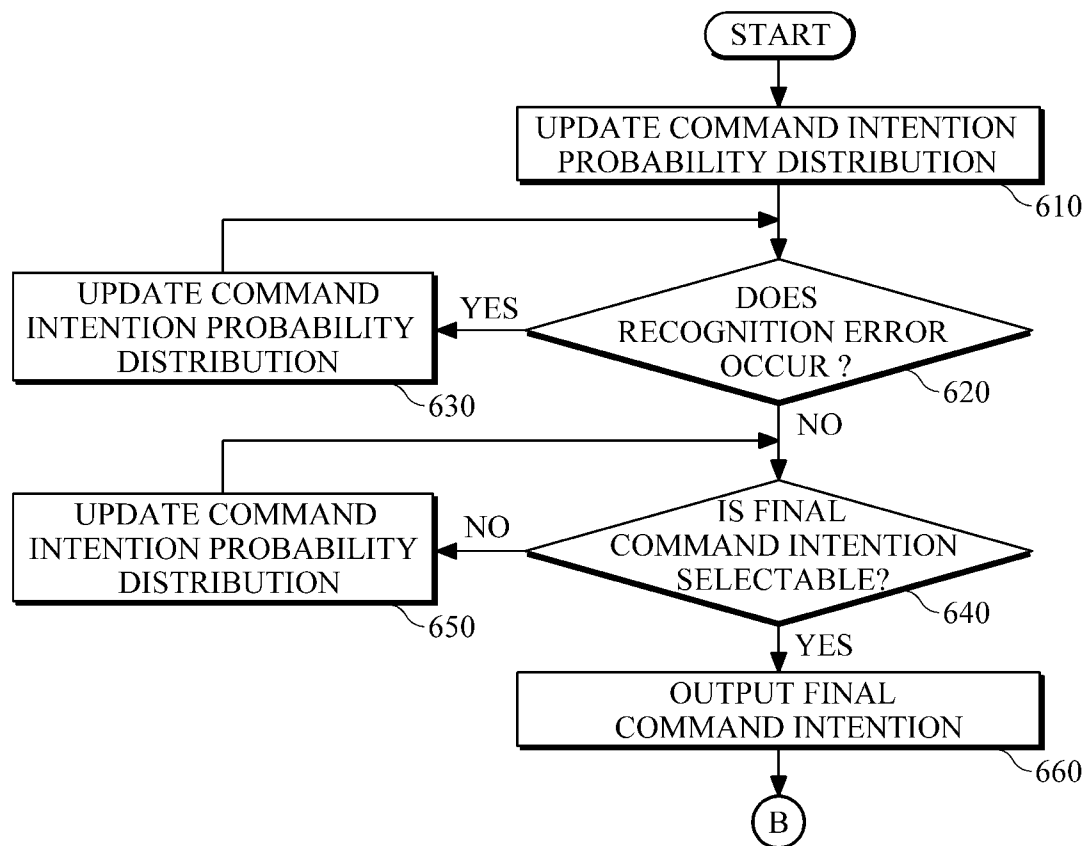 START
UPDATE COMMAND INTENTION
PROBABILITY DISTRIBUTION
610
UPDATE COMMAND
INTENTION PROBABILITY
DISTRIBUTION
630
YES
DOES
RECOGNITION ERROR
OCCUR ?
620
NO
UPDATE COMMAND
INTENTION PROBABILITY
DISTRIBUTION
650
NO
IS FINAL
COMMAND INTENTION
SELECTABLE?
640
YES
OUTPUT FINAL
COMMAND INTENTION
660
B